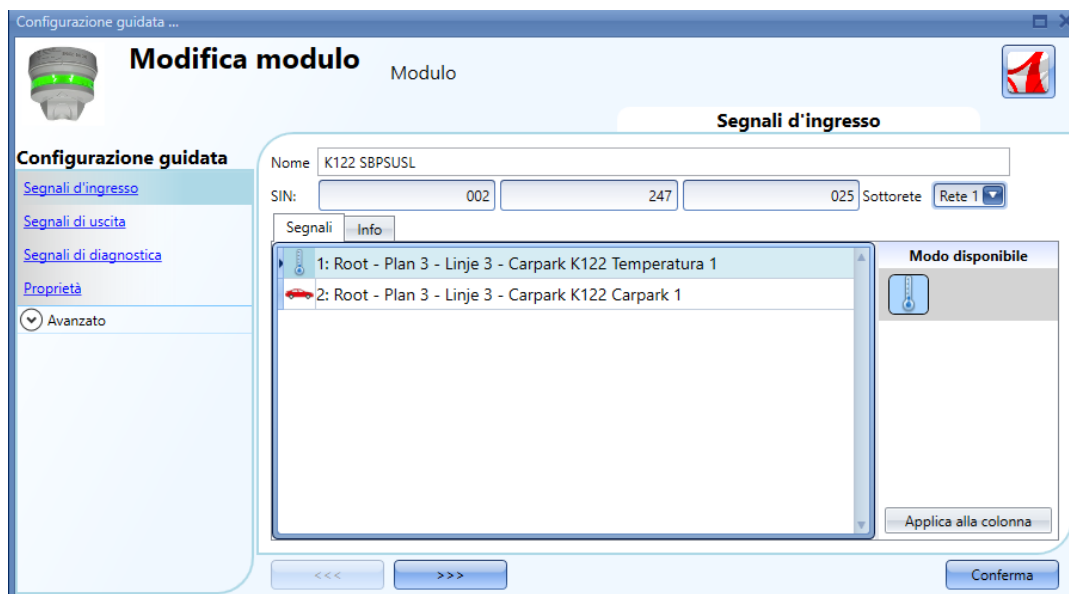 Configurazione guidata ...
Modifica modulo
Modulo
Segnali d'ingresso
Configurazione guidata
Segnali d'ingresso
Segnali di uscita
Segnali di diagnostica
Proprietà
Avanzato
Nome K122 SBPSUSL
SIN: 002 247 025 Sottorete Rete 1
Segnali Info
1: Root - Plan 3 - Linje 3 - Carpark K122 Temperatura 1
2: Root - Plan 3 - Linje 3 - Carpark K122 Carpark 1
Modo disponibile
Applica alla colonna
<<< >>> Conferma